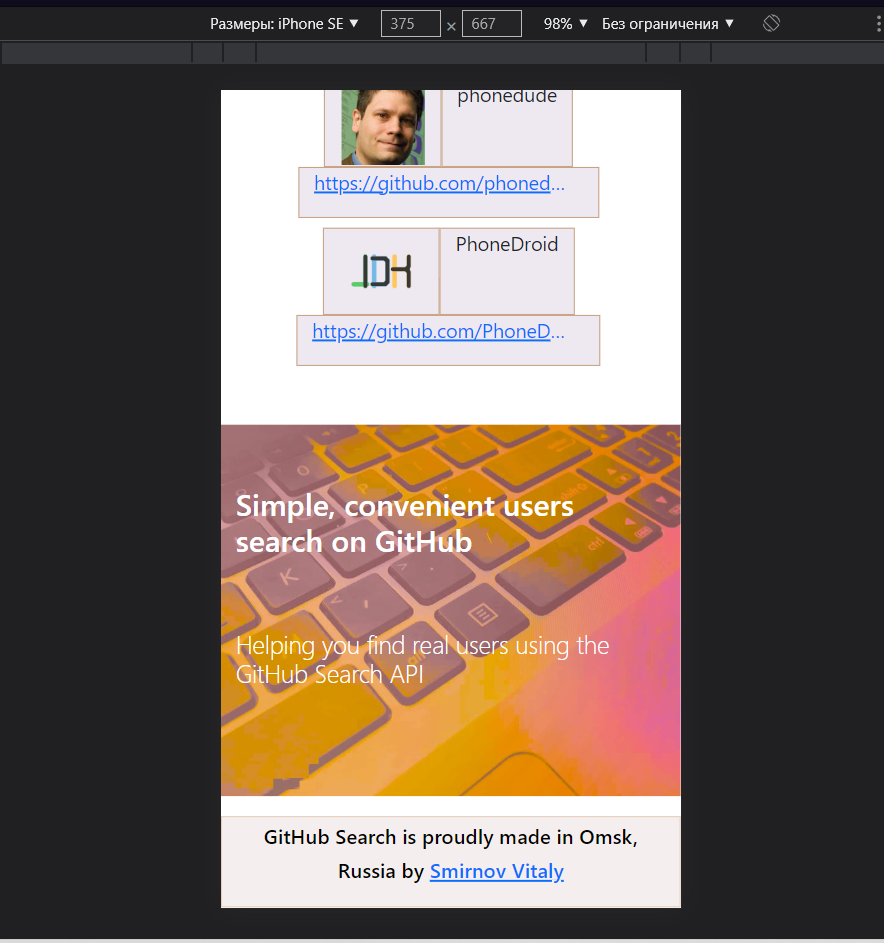 Размеры: iPhone SE ▼ 375 × 667 98% ▼ Без ограничения ▼
phonedude
https://github.com/phoned...
PhoneDroid
https://github.com/PhoneD...
Simple, convenient users
search on GitHub
Helping you find real users using the
GitHub Search API
GitHub Search is proudly made in Omsk,
Russia by Smirnov Vitaly